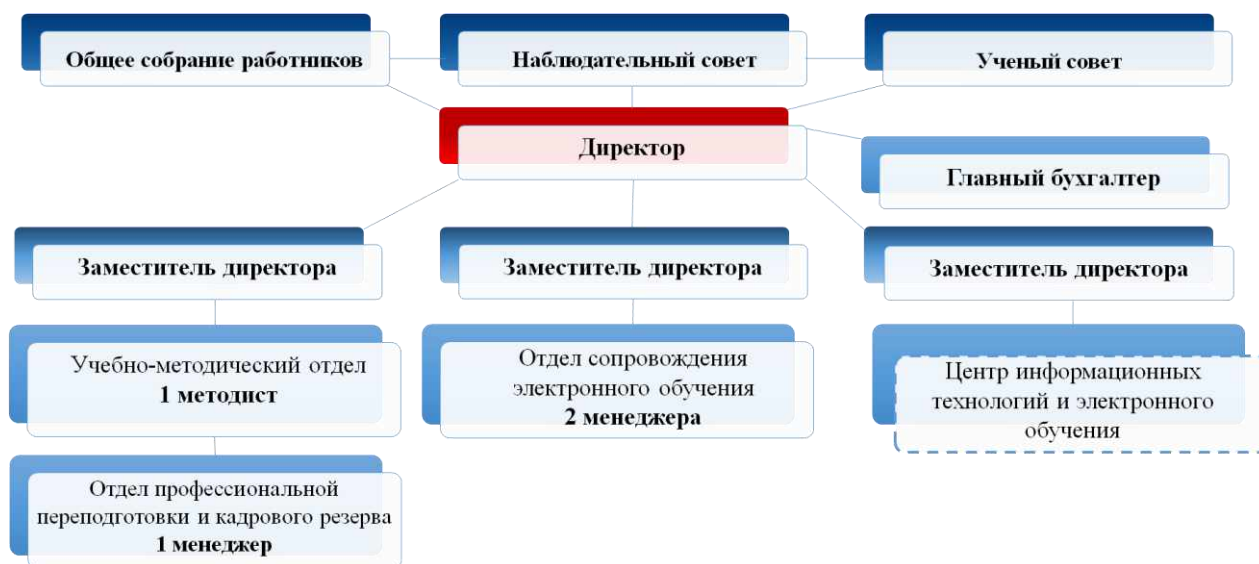 Общее собрание работников
Наблюдательный совет
Ученый совет
Директор
Главный бухгалтер
Заместитель директора
Заместитель директора
Заместитель директора
Учебно-методический отдел
1 методист
Отдел сопровождения
электронного обучения
2 менеджера
Центр информационных
технологий и электронного
обучения
Отдел профессиональной
переподготовки и кадрового резерва
1 менеджер